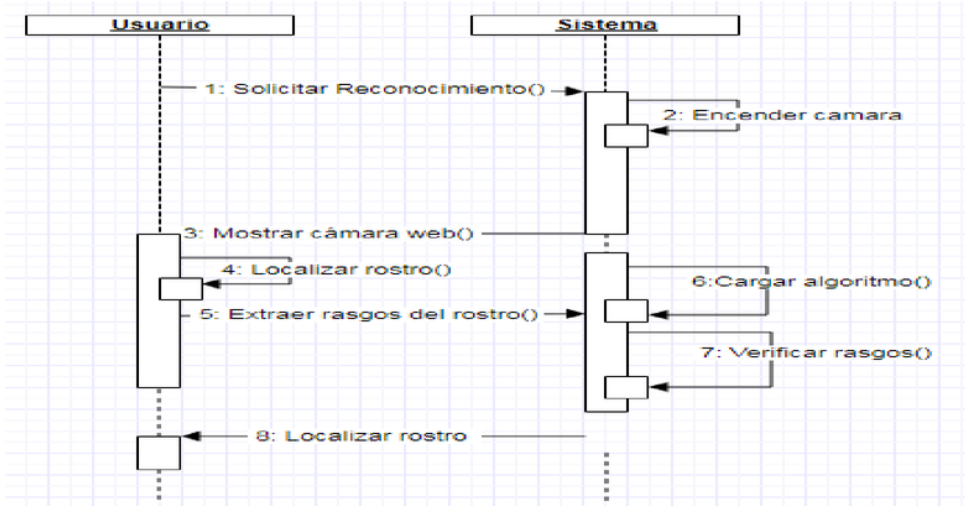 Usuario
Sistema
1: Solicitar Reconocimiento()
2: Encender camara
3: Mostrar cámara web()
4: Localizar rostro()
6:Cargar algoritmo()
5: Extraer rasgos del rostro()
7: Verificar rasgos()
8: Localizar rostro